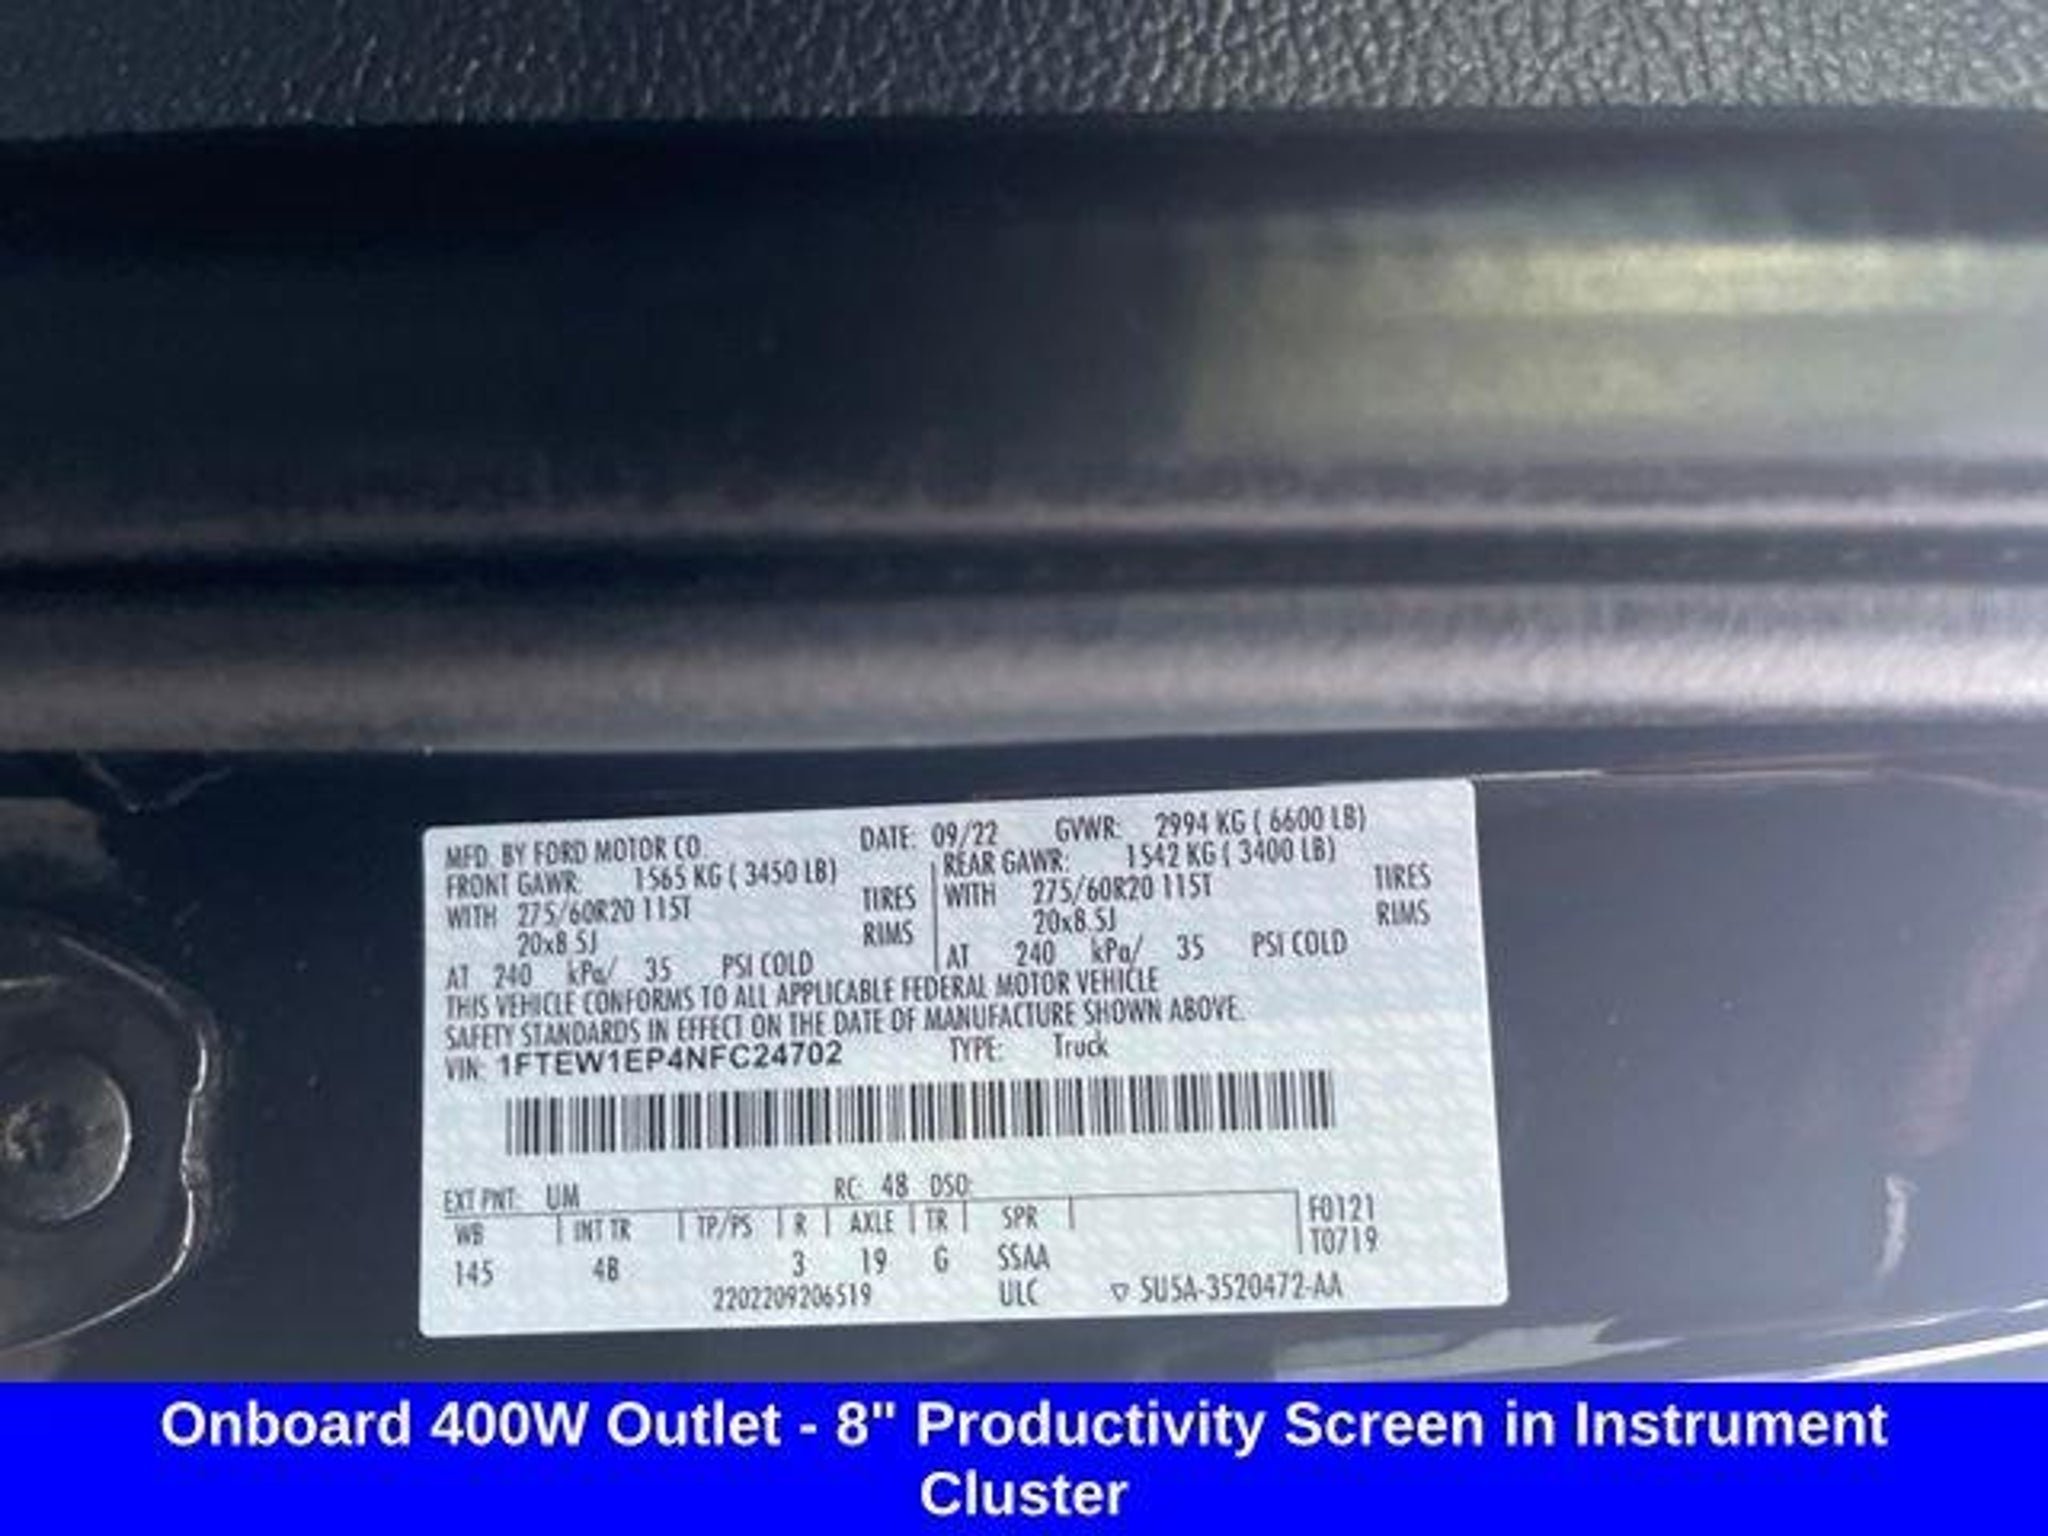 MFD. BY FORD MOTOR CO. DATE: 09/22 GVWR: 2994 KG ( 6600 LB)
FRONT GAWR: 1565 KG ( 3450 LB) REAR GAWR: 1542 KG ( 3400 LB)
WITH 275/60R20 115T TIRES WITH 275/60R20 115T TIRES
20x8.5J RIMS 20x8.5J RIMS
AT 240 kPa/ 35 PSI COLD AT 240 kPa/ 35 PSI COLD
THIS VEHICLE CONFORMS TO ALL APPLICABLE FEDERAL MOTOR VEHICLE
SAFETY STANDARDS IN EFFECT ON THE DATE OF MANUFACTURE SHOWN ABOVE.
VIN: 1FTEW1EP4NFC24702 TYPE: Truck
EXT PNT: UM RC: 48 DSO:
WB INT TR TP/PS R AXLE TR SPR F0121
T0719
145 4B 3 19 G SSAA
2202209206519 ULC ▽ SU5A-3520472-AA
Onboard 400W Outlet - 8" Productivity Screen in Instrument
Cluster